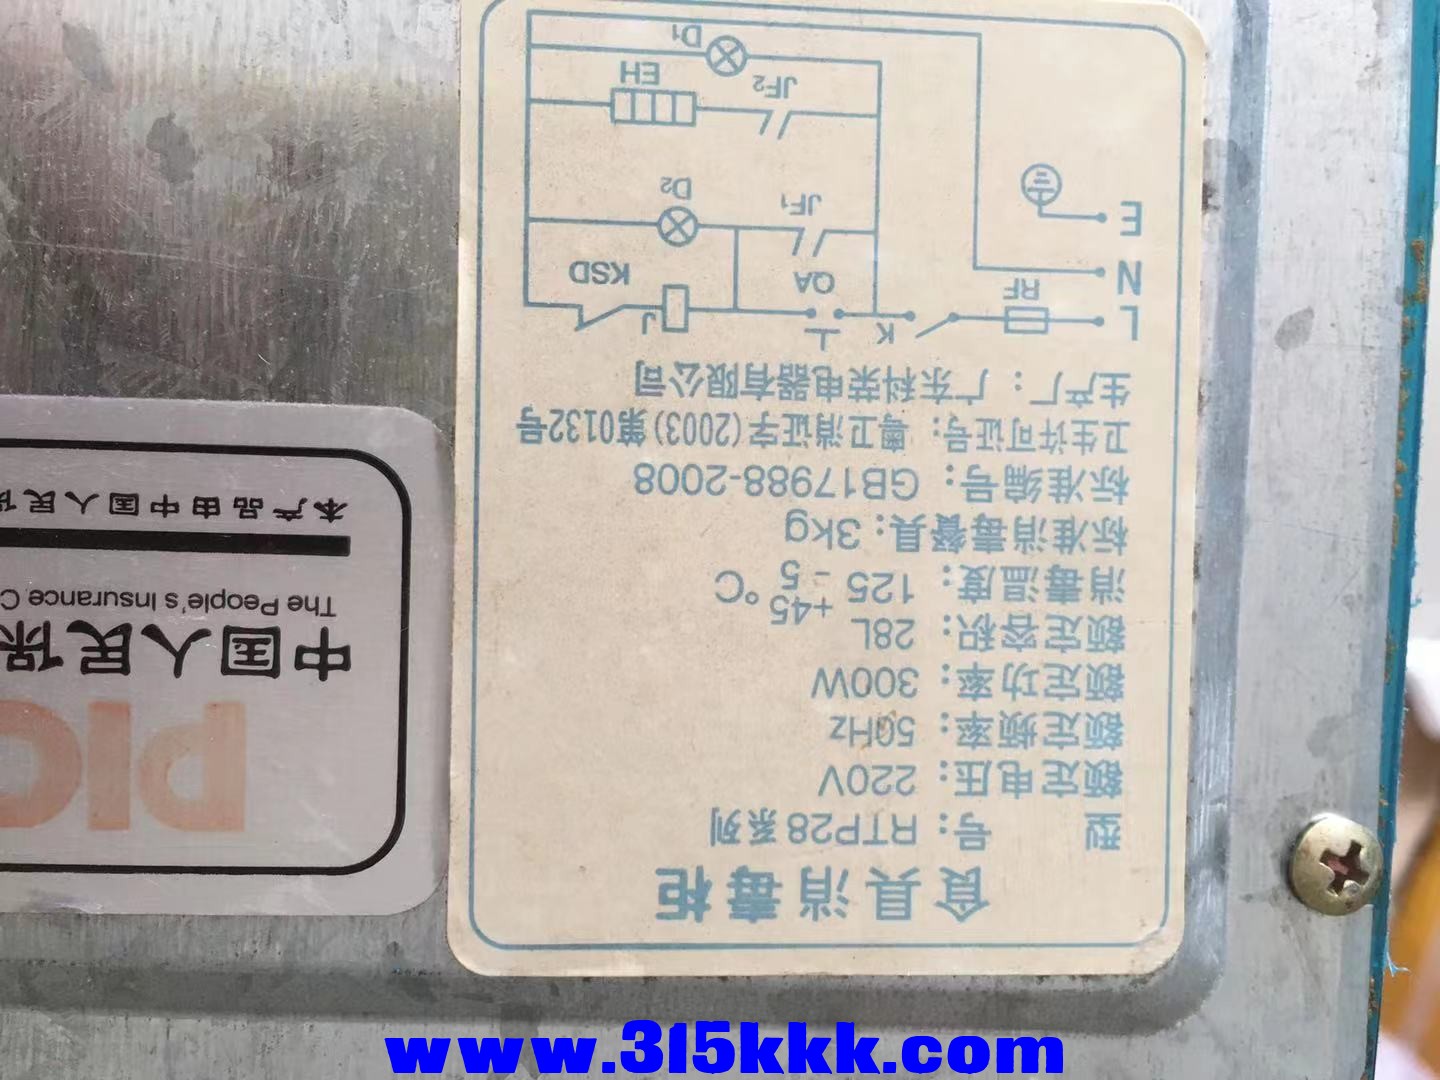 食具消毒柜
型 号：RTP28系列
额定电压：220V
额定频率：50Hz
额定功率：300W
额定容积：28L
消毒温度：125 +45 -5 ℃
标准消毒餐具：3kg
标准编号：GB17988-2008
卫生许可证号：粤卫消证字(2003)第0132号
生产厂：广东科荣电器有限公司
L RF K QA J KSD
N
E
JF1 D2
JF2 EH
D1
PIC
中国人民保
The People's Insurance C
本产品由中国人民保
www.315kkk.com